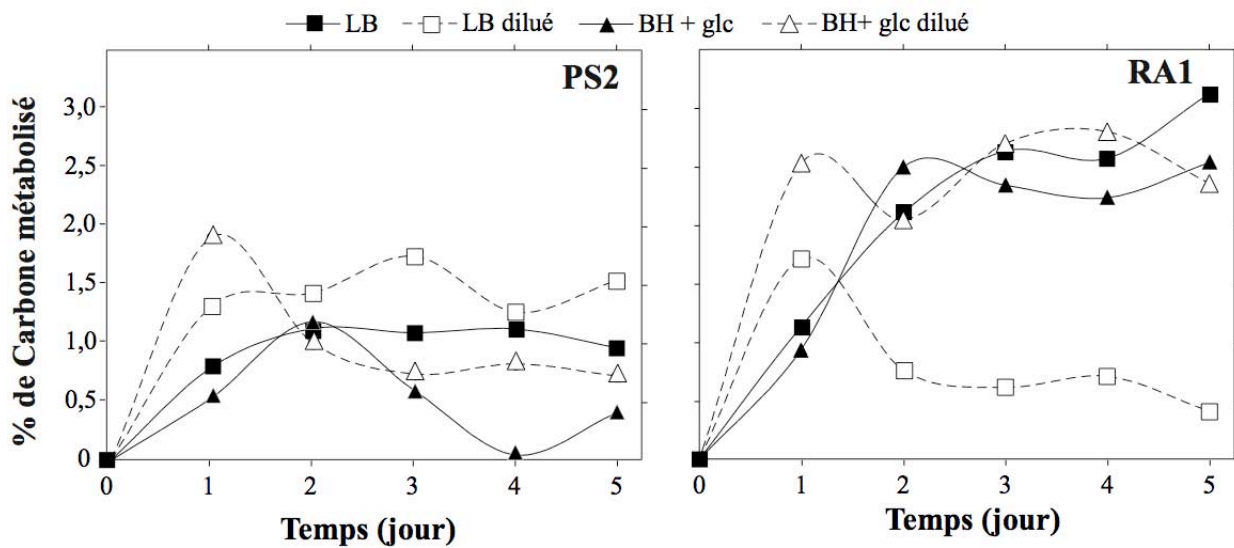 LB LB dilué BH + glc BH+ glc dilué
PS2 RA1
% de Carbone métabolisé
3,0
2,5
2,0
1,5
1,0
0,5
0
0 1 2 3 4 5 0 1 2 3 4 5
Temps (jour) Temps (jour)